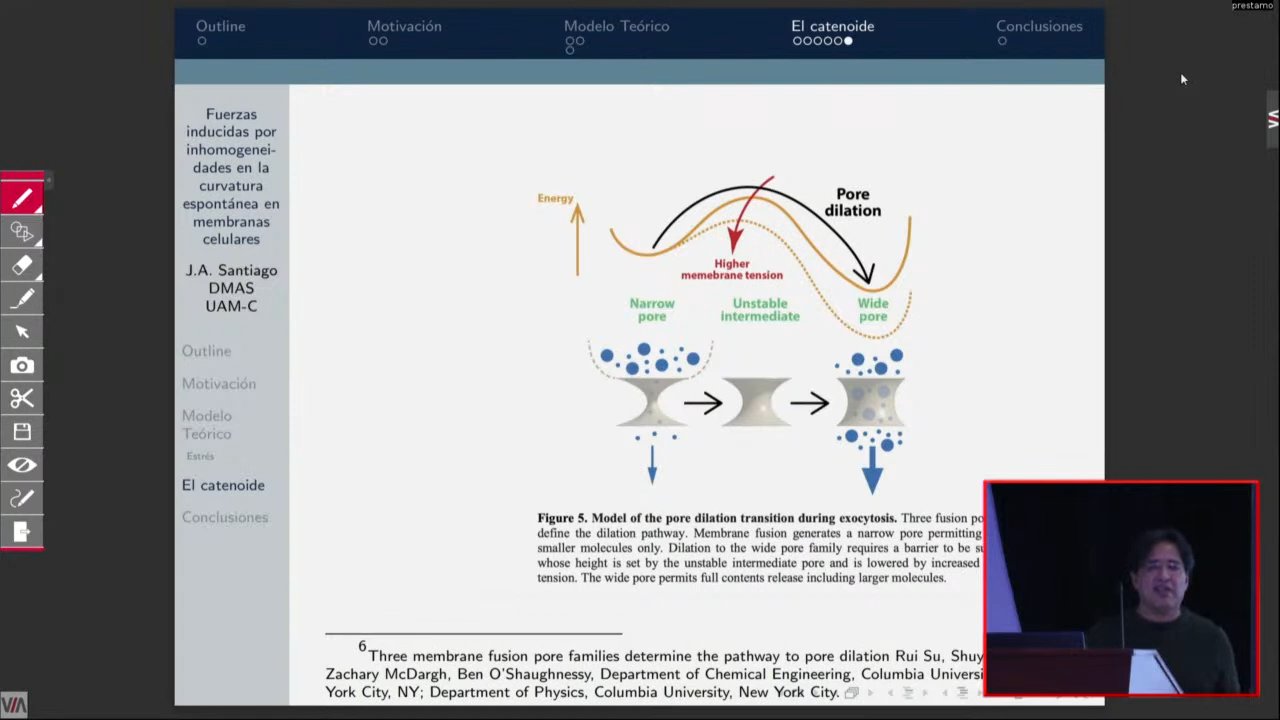 prestamo
Outline
Motivación
Modelo Teórico
El catenoide
Conclusiones
Fuerzas
inducidas por
inhomogenei-
dades en la
curvatura
espontánea en
membranas
celulares
J.A. Santiago
DMAS
UAM-C
Outline
Motivación
Modelo
Teórico
Estrés
El catenoide
Conclusiones
Energy
Pore
dilation
Higher
memebrane tension
Narrow
pore
Unstable
intermediate
Wide
pore
Figure 5. Model of the pore dilation transition during exocytosis. Three fusion
define the dilation pathway. Membrane fusion generates a narrow pore permitting
smaller molecules only. Dilation to the wide pore family requires a barrier to be
whose height is set by the unstable intermediate pore and is lowered by increased
tension. The wide pore permits full contents release including larger molecules.
6 Three membrane fusion pore families determine the pathway to pore dilation Rui Su,
Zachary McDargh, Ben O'Shaughnessy, Department of Chemical Engineering, Columbia
York City, NY; Department of Physics, Columbia University, New York City.